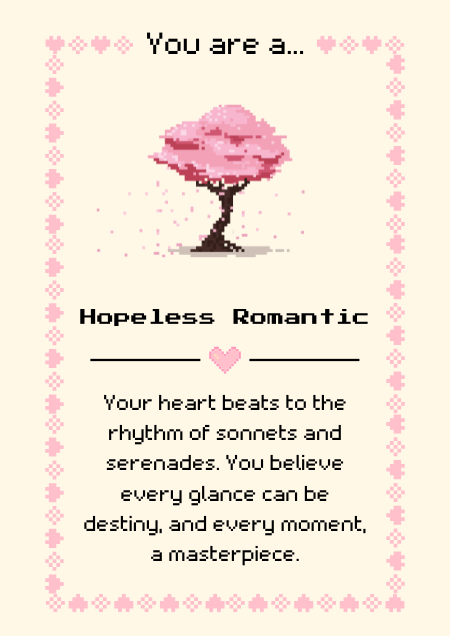 You are a...
Hopeless Romantic
Your heart beats to the
rhythm of sonnets and
serenades. You believe
every glance can be
destiny, and every moment,
a masterpiece.